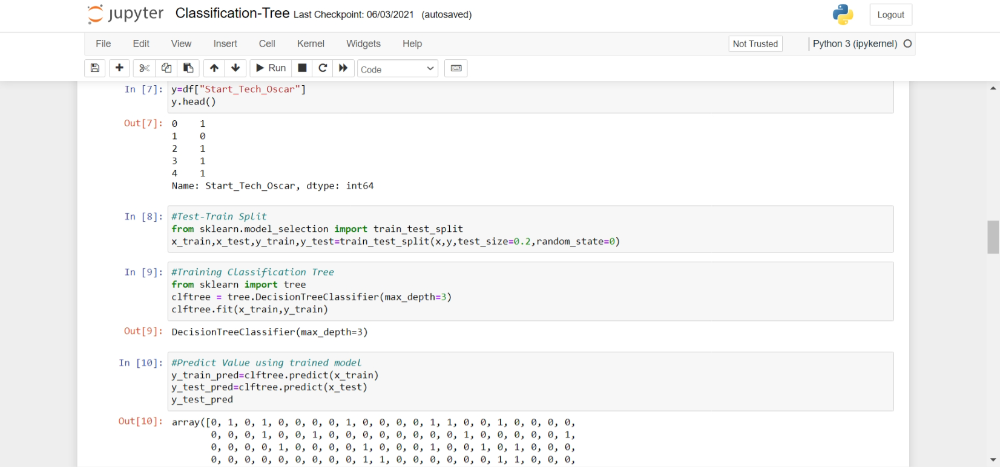 jupyter Classification-Tree Last Checkpoint: 06/03/2021 (autosaved)
Logout
File Edit View Insert Cell Kernel Widgets Help
Not Trusted
Python 3 (ipykernel)
Run
Code
In [7]: y=df["Start_Tech_Oscar"]
y.head()
Out[7]: 0 1
1 0
2 1
3 1
4 1
Name: Start_Tech_Oscar, dtype: int64
In [8]: #Test-Train Split
from sklearn.model_selection import train_test_split
x_train,x_test,y_train,y_test=train_test_split(x,y,test_size=0.2,random_state=0)
In [9]: #Training Classification Tree
from sklearn import tree
clftree = tree.DecisionTreeClassifier(max_depth=3)
clftree.fit(x_train,y_train)
Out[9]: DecisionTreeClassifier(max_depth=3)
In [10]: #Predict Value using trained model
y_train_pred=clftree.predict(x_train)
y_test_pred=clftree.predict(x_test)
y_test_pred
Out[10]: array([0, 1, 0, 1, 0, 0, 0, 0, 1, 0, 0, 0, 0, 1, 1, 0, 0, 1, 0, 0, 0, 0,
0, 0, 0, 1, 0, 0, 1, 0, 0, 0, 0, 0, 0, 0, 0, 1, 0, 0, 0, 0, 0, 1,
0, 0, 0, 0, 1, 0, 0, 0, 0, 1, 0, 0, 0, 1, 0, 0, 1, 0, 1, 0, 0, 0,
0, 0, 0, 0, 0, 0, 0, 0, 0, 1, 1, 0, 0, 0, 0, 0, 0, 1, 1, 0, 0, 0,